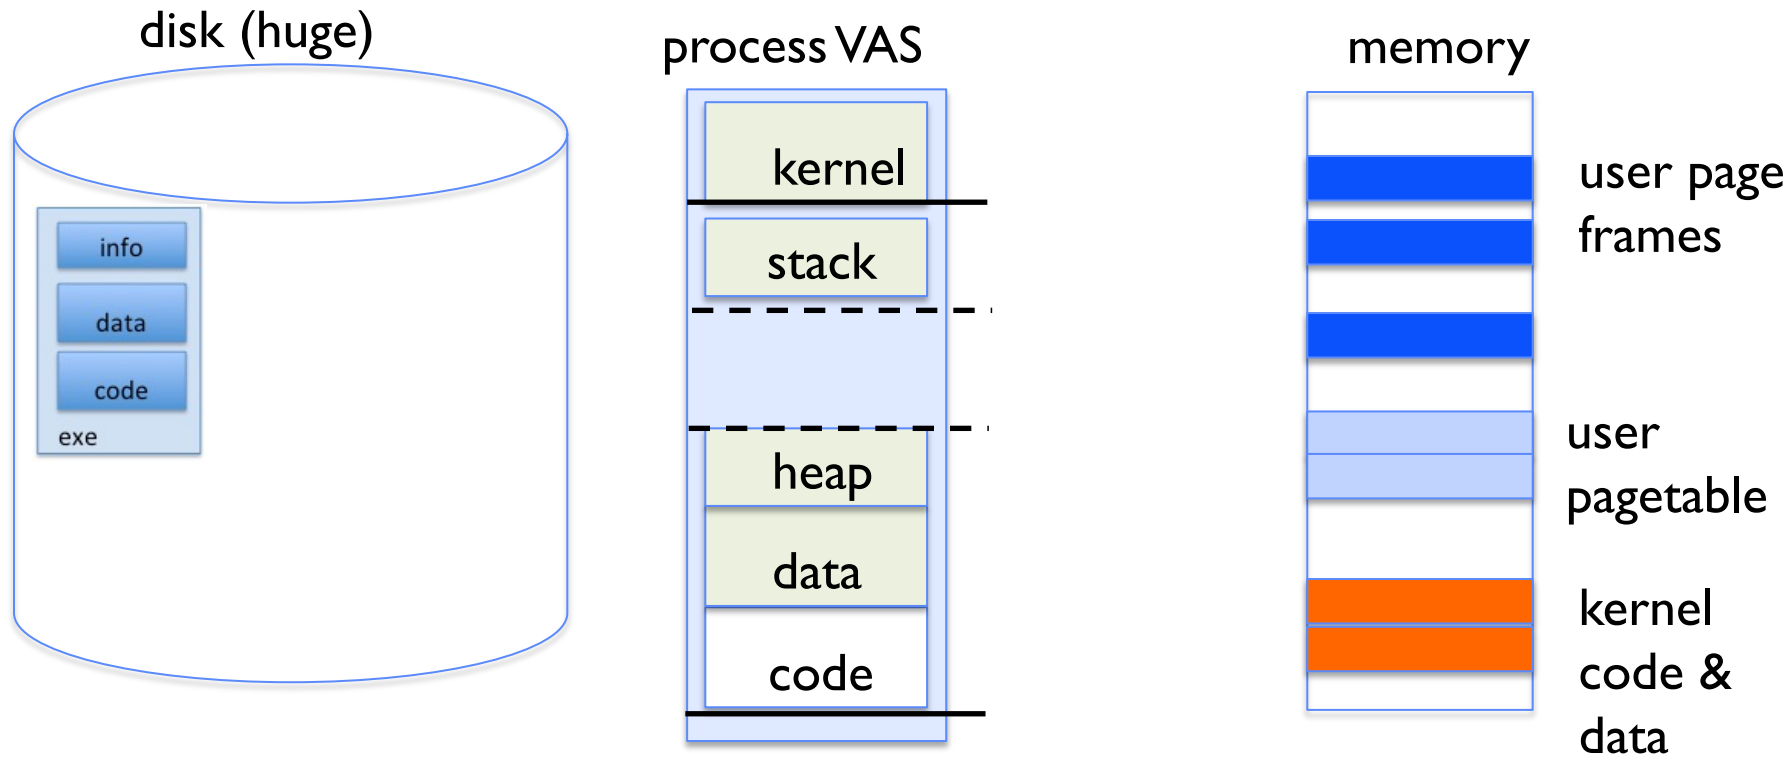 disk (huge)
info
data
code
exe
process VAS
kernel
stack
heap
data
code
memory
user page
frames
user
pagetable
kernel
code &
data